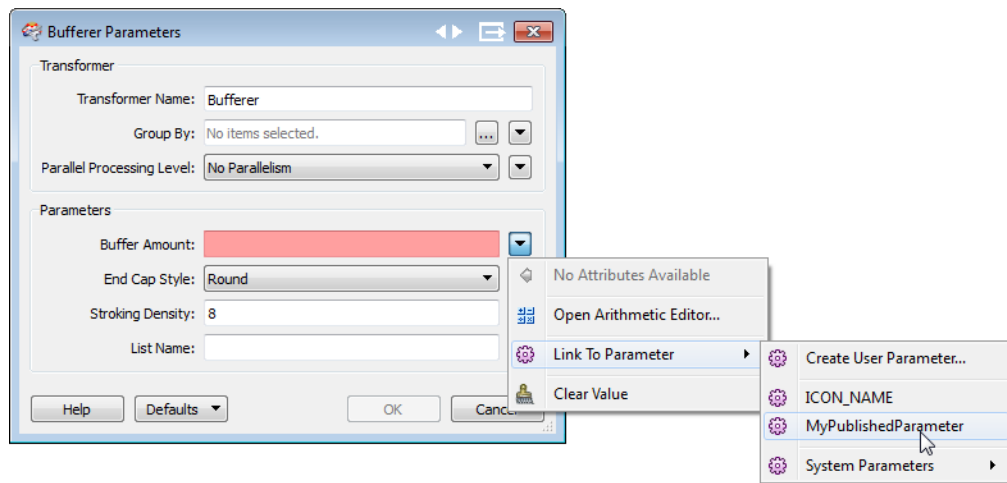 Bufferer Parameters
Transformer
Transformer Name: Bufferer
Group By: No items selected. ...
Parallel Processing Level: No Parallelism
Parameters
Buffer Amount:
End Cap Style: Round
Stroking Density: 8
List Name:
Help Defaults OK Cancel
No Attributes Available
Open Arithmetic Editor...
Link To Parameter
Clear Value
Create User Parameter...
ICON_NAME
MyPublishedParameter
System Parameters